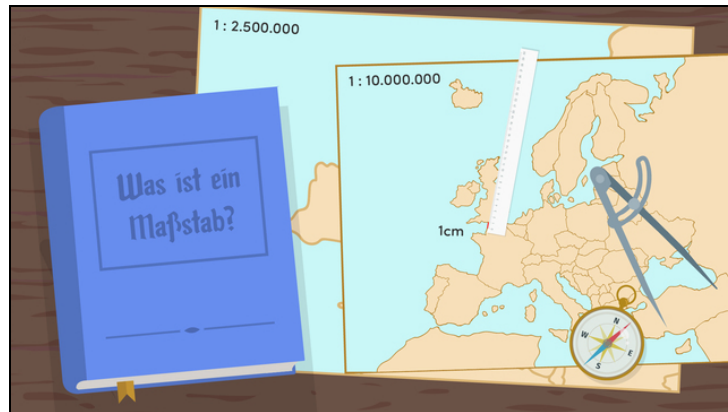 1 : 2.500.000
1 : 10.000.000
Was ist ein
Maßstab?
1cm
N
W
E
S